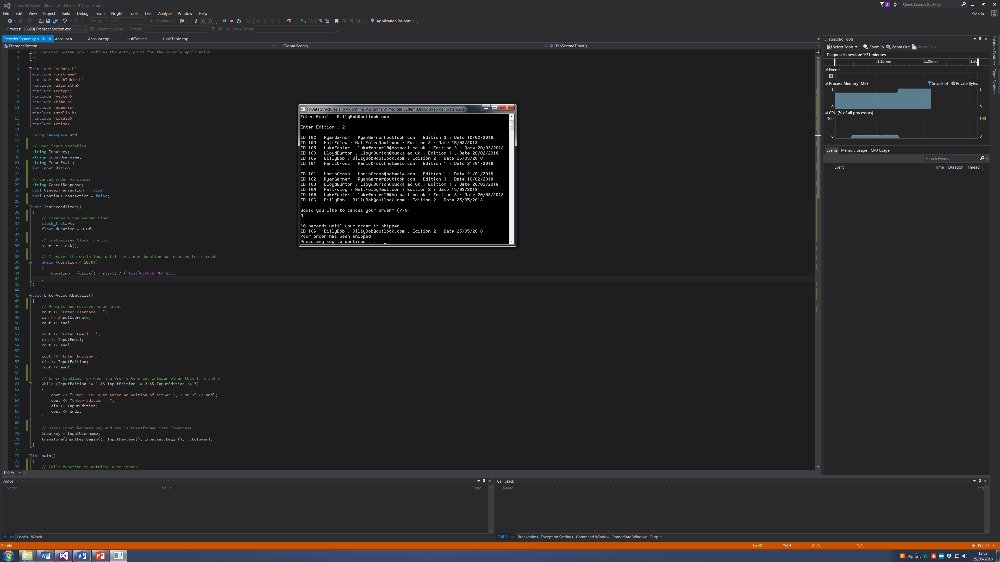 Preorder System (Running) - Microsoft Visual Studio
4
Quick Launch (Ctrl+Q)
File Edit View Project Build Debug Team Nsight Tools Test Analyze Window Help
Sign in
Debug x86 Continue Application Insights
Process: [8820] Preorder System.exe Lifecycle Events Thread: Stack Frame:
Preorder System.cpp Account.h Account.cpp HashTable.h HashTable.cpp
Preorder System (Global Scope) TenSecondTimer()
1 // Preorder System.cpp : Defines the entry point for the console application.
2 //
3
4 #include "stdafx.h"
5 #include <iostream>
6 #include "HashTable.h"
7 #include <algorithm>
8 #include <cctype>
9 #include <vector>
10 #include <time.h>
11 #include <numeric>
12 #include <stdlib.h>
13 #include <cstdio>
14 #include <ctime>
15
16 using namespace std;
17
18 // User input variables
19 string Inputkey;
20 string InputUsername;
21 string InputEmail;
22 int InputEdition;
23
24 // Cancel order variables
25 string CancelResponse;
26 bool CancelTransaction = false;
27 bool ContinueTransaction = false;
28
29 void TenSecondTimer()
30 {
31 // Creates a ten second timer
32 clock_t start;
33 float duration = 0.0f;
34
35 // Initialises Clock function
36 start = clock();
37
38 // Iterates the while loop until the timer duration has reached ten seconds
39 while (duration < 10.0f)
40 {
41 duration = (clock() - start) / (float)CLOCKS_PER_SEC;
42 }
43 }
44
45 void EnterAccountDetails()
46 {
47 // Prompts and recieves user input
48 cout << "Enter Username : ";
49 cin >> InputUsername;
50 cout << endl;
51
52 cout << "Enter Email : ";
53 cin >> InputEmail;
54 cout << endl;
55
56 cout << "Enter Edition : ";
57 cin >> InputEdition;
58 cout << endl;
59
60 // Error handling for when the User enters any integer other than 1, 2 and 3
61 while (InputEdition != 1 && InputEdition != 2 && InputEdition != 3)
62 {
63 cout << "Error: You must enter an edition of either 1, 2 or 3" << endl;
64 cout << "Enter Edition : ";
65 cin >> InputEdition;
66 cout << endl;
67 }
68
69 // Users input becomes key and key is transformed into lowercase
70 Inputkey = InputUsername;
71 transform(Inputkey.begin(), Inputkey.end(), Inputkey.begin(), ::tolower);
72 }
73
74 int main()
75 {
76 // Calls function to retrieve user inputs
100 %
F:\Data Structures and Algorithms\Assignment\Preorder System\Debug\Preorder System.exe
Enter Email : BillyBob@outlook.com
Enter Edition : 2
ID 102 : RyanGarner : RyanGarner@outlook.com : Edition 3 : Date 10/02/2018
ID 104 : MattFoley : MattFoley@aol.com : Edition 2 : Date 15/03/2018
ID 105 : LukeFoster : lukefoster19@hotmail.co.uk : Edition 3 : Date 20/03/2018
ID 103 : LloydBurton : LloydBurton@bucks.ac.uk : Edition 1 : Date 20/02/2018
ID 106 : BillyBob : BillyBob@outlook.com : Edition 2 : Date 25/05/2018
ID 101 : HarisCross : HarisCross@hotmale.com : Edition 1 : Date 21/01/2018
ID 101 : HarisCross : HarisCross@hotmale.com : Edition 1 : Date 21/01/2018
ID 102 : RyanGarner : RyanGarner@outlook.com : Edition 3 : Date 10/02/2018
ID 103 : LloydBurton : LloydBurton@bucks.ac.uk : Edition 1 : Date 20/02/2018
ID 104 : MattFoley : MattFoley@aol.com : Edition 2 : Date 15/03/2018
ID 105 : LukeFoster : lukefoster19@hotmail.co.uk : Edition 3 : Date 20/03/2018
ID 106 : BillyBob : BillyBob@outlook.com : Edition 2 : Date 25/05/2018
Would you like to cancel your order? (Y/N)
N
10 seconds until your order is shipped
ID 106 : BillyBob : BillyBob@outlook.com : Edition 2 : Date 25/05/2018
Your order has been shipped
Press any key to continue . . .
Diagnostic Tools
Select Tools Zoom In Zoom Out Reset View
Diagnostics session: 1:21 minutes
1:10min 1:20min 1:30
Events
Process Memory (MB) Snapshot Private Bytes
1 1
0 0
CPU (% of all processors)
100 100
0 0
Events Memory Usage CPU Usage
Search Events
Event Time Duration Thread
Solution Explorer
Team Explorer
Autos
Name Value Type
Autos Locals Watch 1
Call Stack
Name Lang
Call Stack Breakpoints Exception Settings Command Window Immediate Window Output
Ready Ln 42 Col 6 Ch 3 INS Publish
12:52
25/05/2018